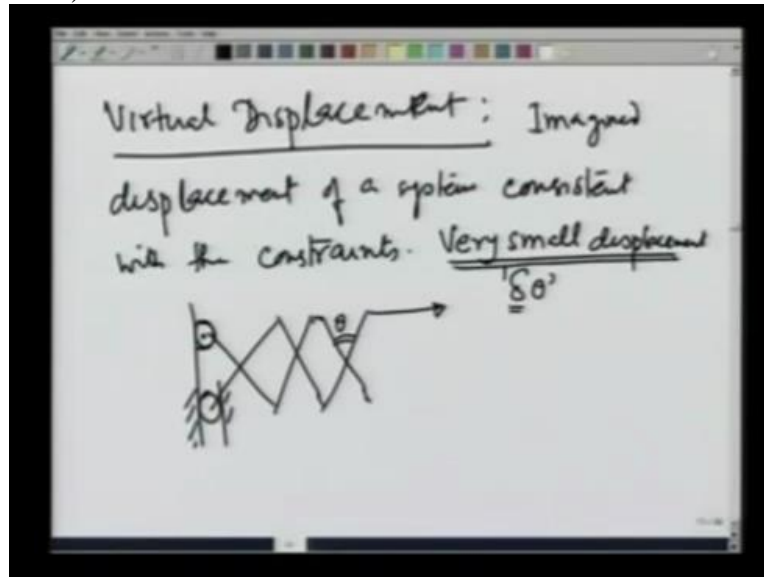 Virtual Displacement: Imagined
displacement of a system consistent
with the constraints. Very small displacement
'δθ'
θ